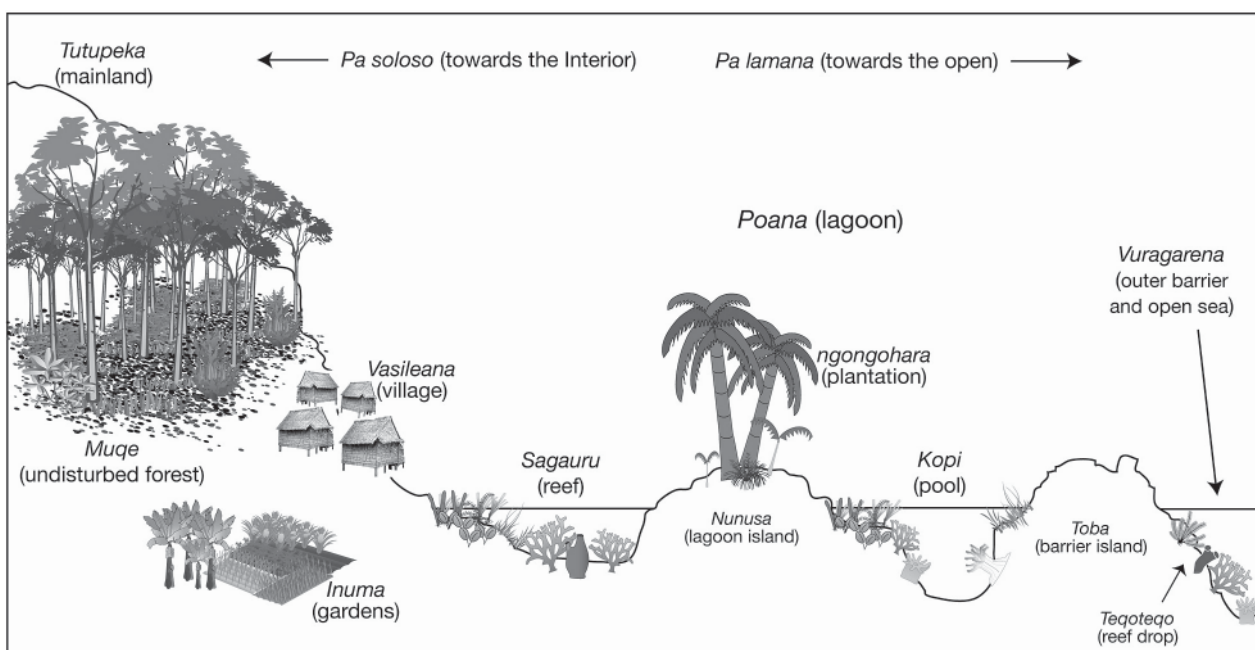 Tutupeka
(mainland)
Pa soloso (towards the Interior)
Pa lamana (towards the open)
Poana (lagoon)
Vuragarena
(outer barrier
and open sea)
ngongohara
(plantation)
Vasileana
(village)
Muqe
(undisturbed forest)
Sagauru
(reef)
Kopi
(pool)
Nunusa
(lagoon island)
Toba
(barrier island)
Inuma
(gardens)
Teqoteqo
(reef drop)